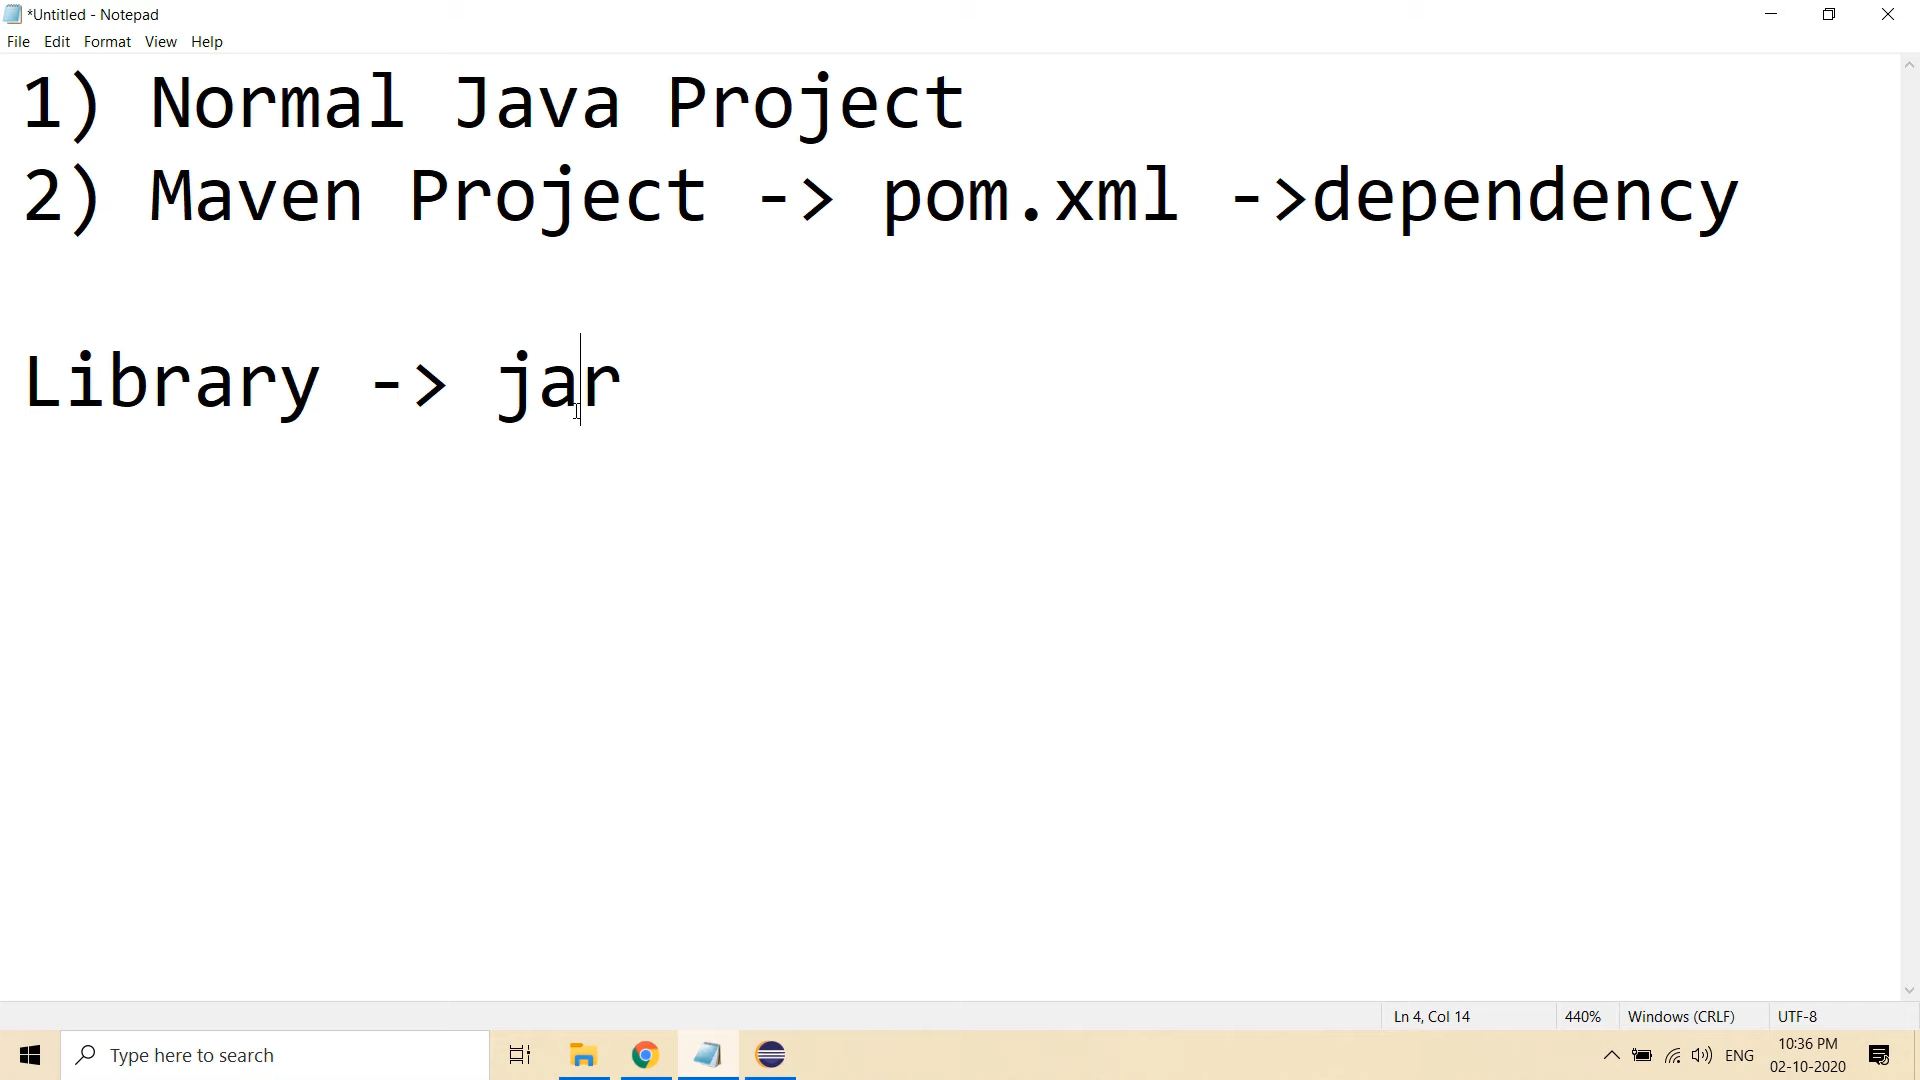 *Untitled - Notepad
File Edit Format View Help
1) Normal Java Project
2) Maven Project -> pom.xml ->dependency
Library -> jar
Ln 4, Col 14 440% Windows (CRLF) UTF-8
Type here to search
ENG
10:36 PM
02-10-2020